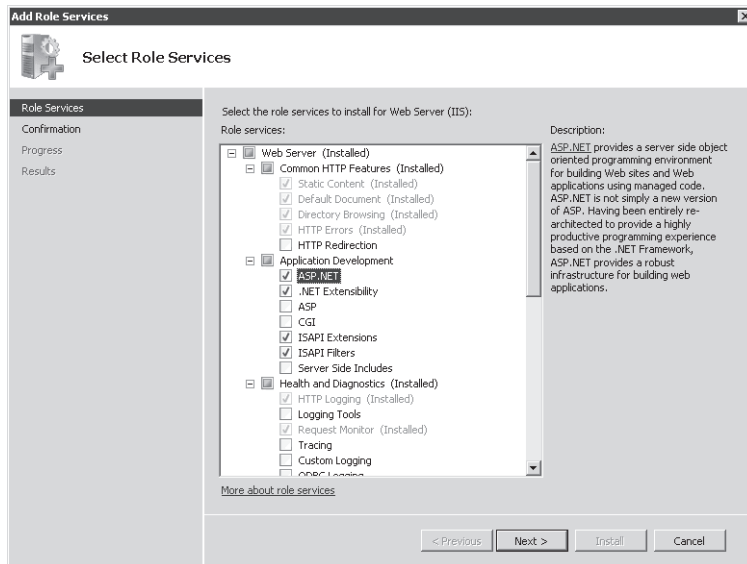 Add Role Services
Select Role Services
Role Services
Confirmation
Progress
Results
Select the role services to install for Web Server (IIS):
Role services:
Web Server (Installed)
Common HTTP Features (Installed)
Static Content (Installed)
Default Document (Installed)
Directory Browsing (Installed)
HTTP Errors (Installed)
HTTP Redirection
Application Development
ASP.NET
.NET Extensibility
ASP
CGI
ISAPI Extensions
ISAPI Filters
Server Side Includes
Health and Diagnostics (Installed)
HTTP Logging (Installed)
Logging Tools
Request Monitor (Installed)
Tracing
Custom Logging
ODBC Logging
More about role services
Description:
ASP.NET provides a server side object
oriented programming environment
for building Web sites and Web
applications using managed code.
ASP.NET is not simply a new version
of ASP. Having been entirely re-
architected to provide a highly
productive programming experience
based on the .NET Framework,
ASP.NET provides a robust
infrastructure for building web
applications.
< Previous
Next >
Install
Cancel